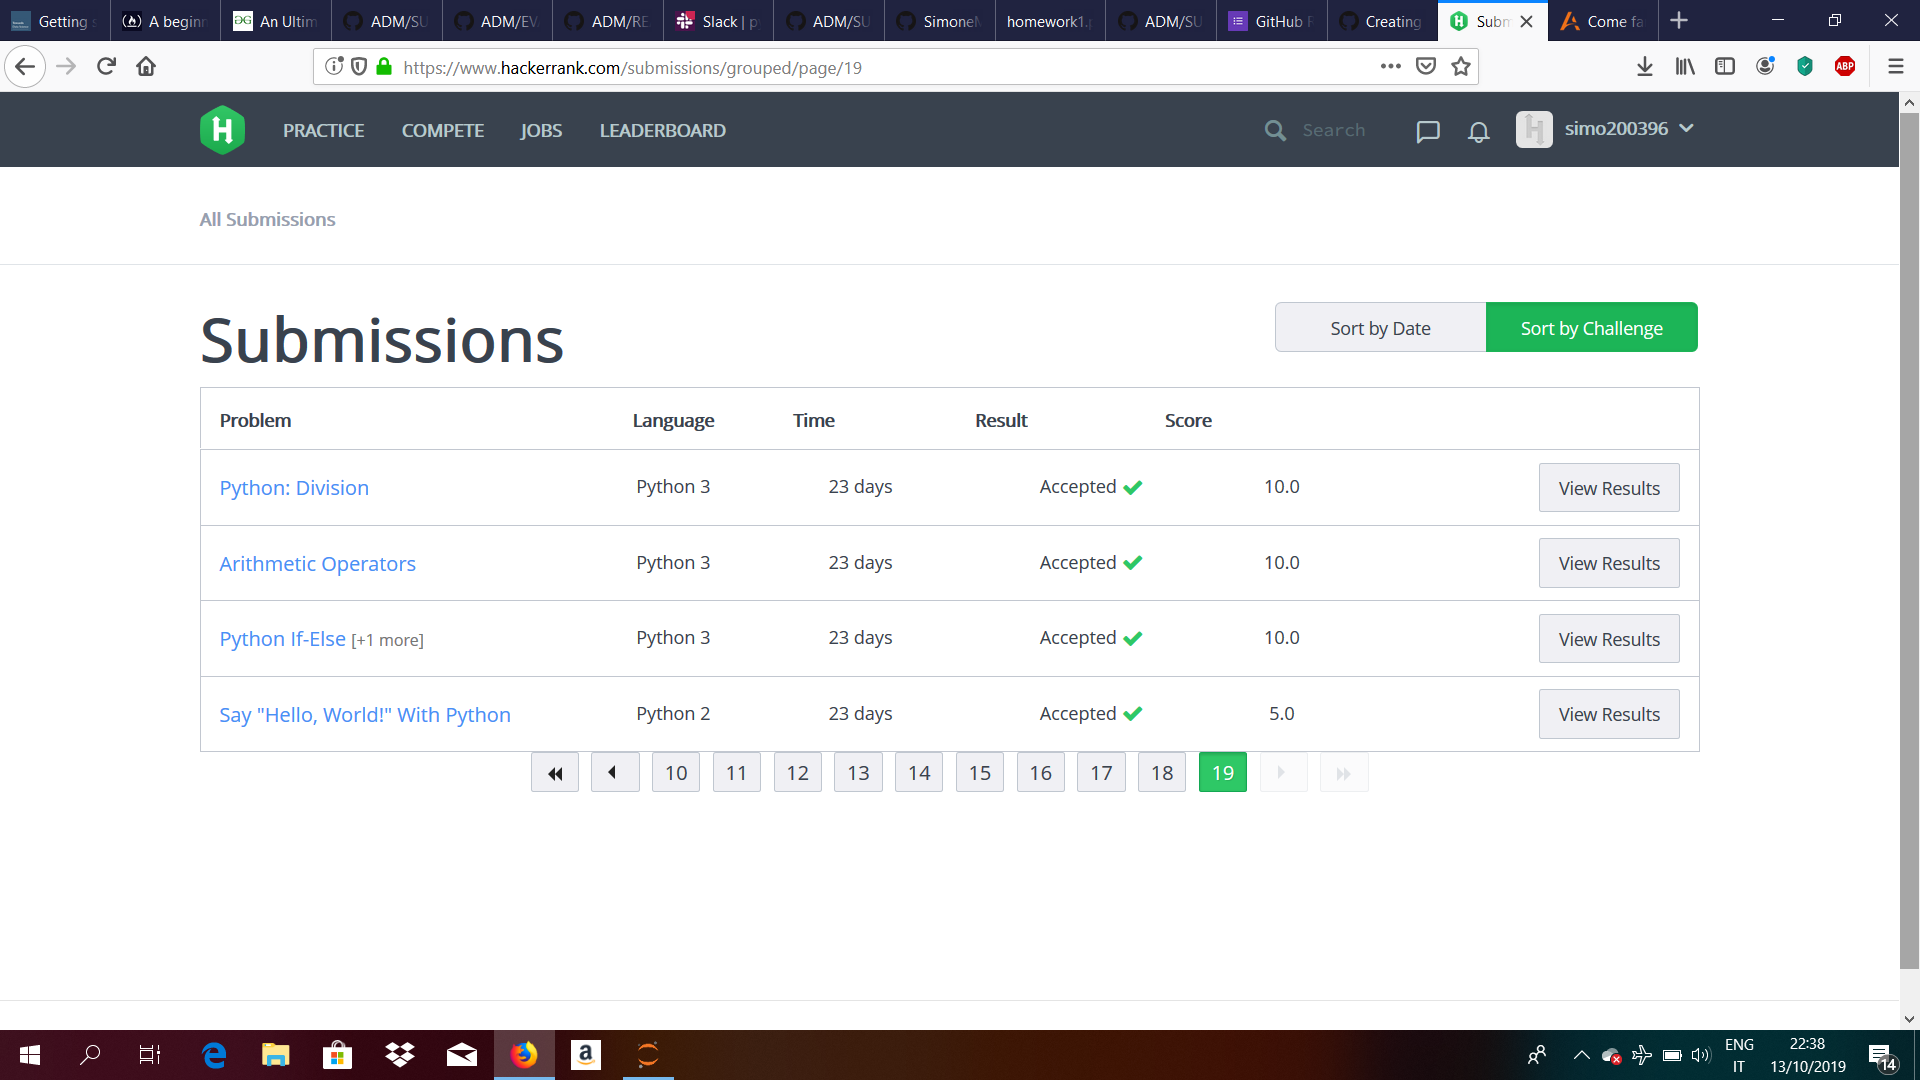 Getting
A beginn
An Ultim
ADM/SU
ADM/EV
ADM/RE
Slack | p
ADM/SU
SimoneM
homework1.p
ADM/SU
GitHub F
Creating
Subm
Come fa
https://www.hackerrank.com/submissions/grouped/page/19
ABP
H PRACTICE COMPETE JOBS LEADERBOARD Search simo200396
All Submissions
Submissions
Sort by Date Sort by Challenge
Problem Language Time Result Score
Python: Division Python 3 23 days Accepted 10.0 View Results
Arithmetic Operators Python 3 23 days Accepted 10.0 View Results
Python If-Else [+1 more] Python 3 23 days Accepted 10.0 View Results
Say "Hello, World!" With Python Python 2 23 days Accepted 5.0 View Results
10 11 12 13 14 15 16 17 18 19
ENG 22:38
IT 13/10/2019 14